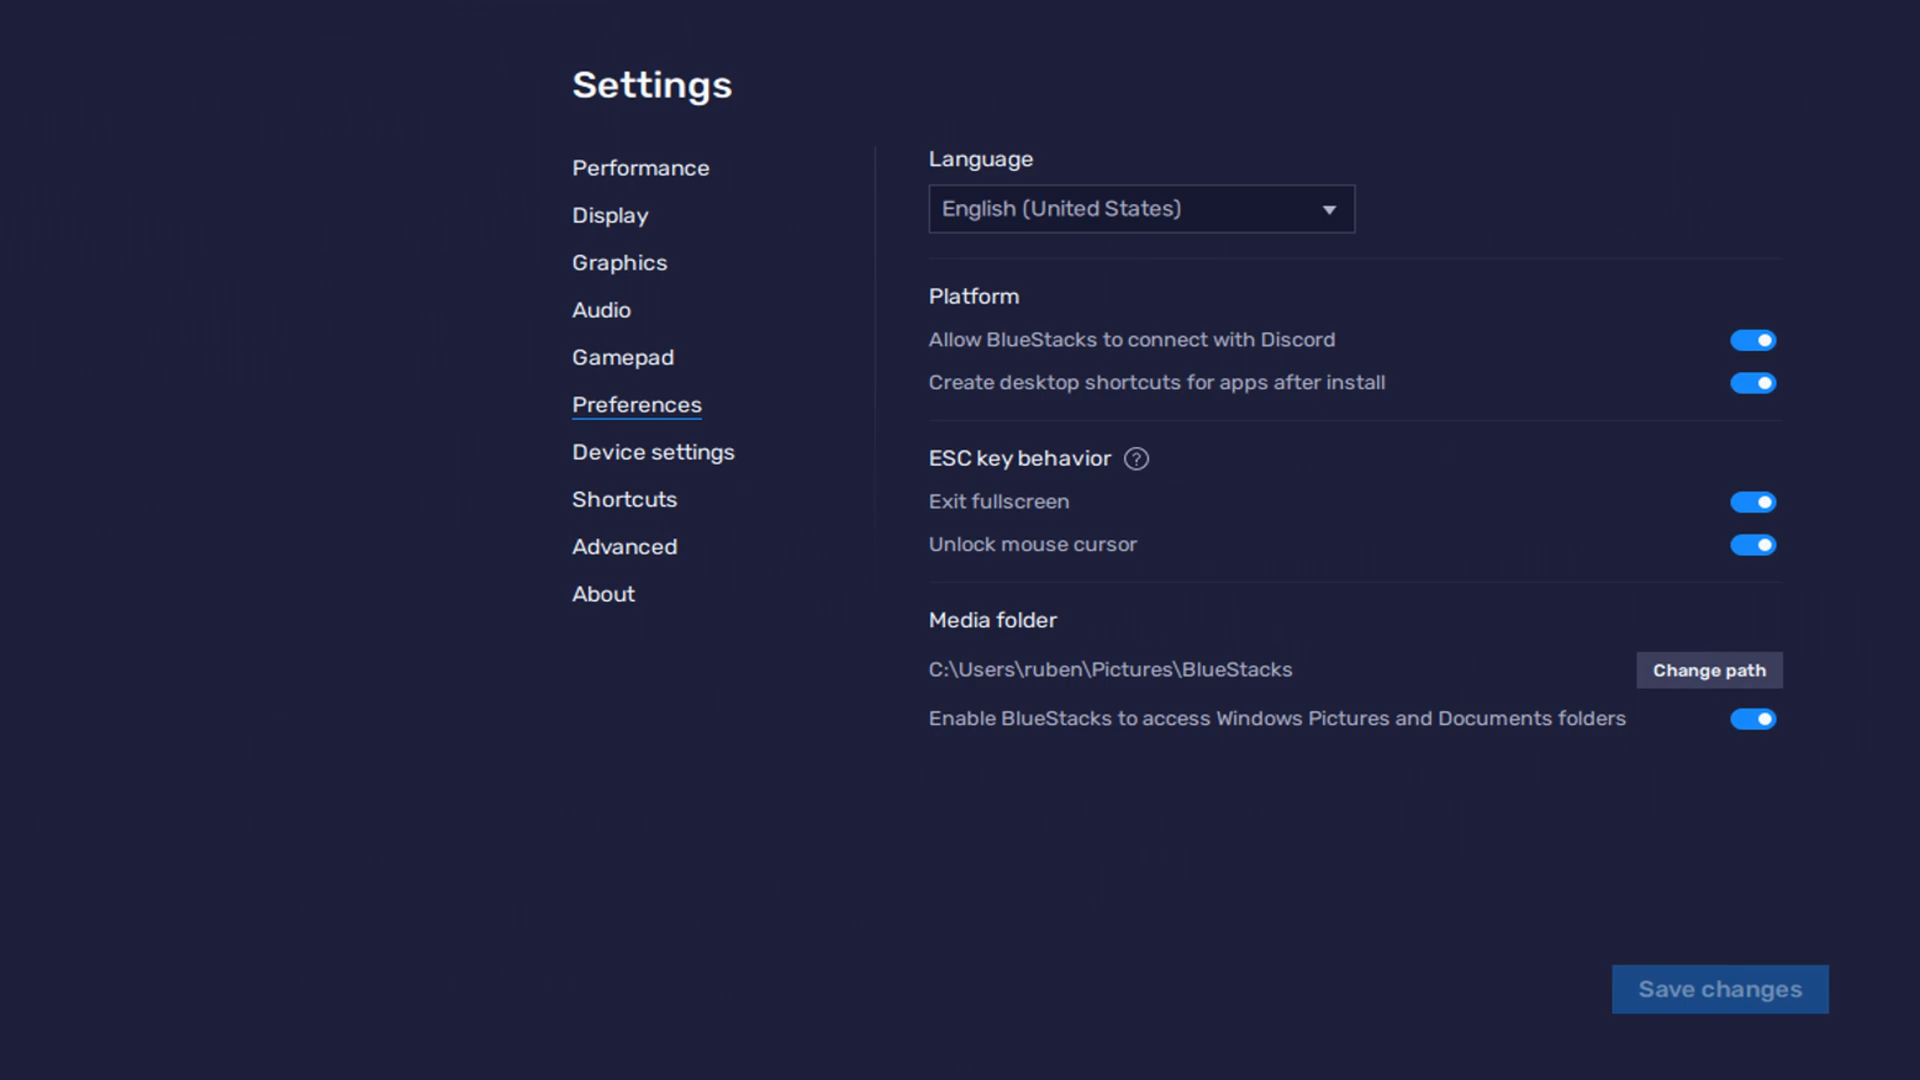 Settings
Performance
Display
Graphics
Audio
Gamepad
Preferences
Device settings
Shortcuts
Advanced
About
Language
English (United States)
Platform
Allow BlueStacks to connect with Discord
Create desktop shortcuts for apps after install
ESC key behavior ?
Exit fullscreen
Unlock mouse cursor
Media folder
C:\Users\ruben\Pictures\BlueStacks
Change path
Enable BlueStacks to access Windows Pictures and Documents folders
Save changes